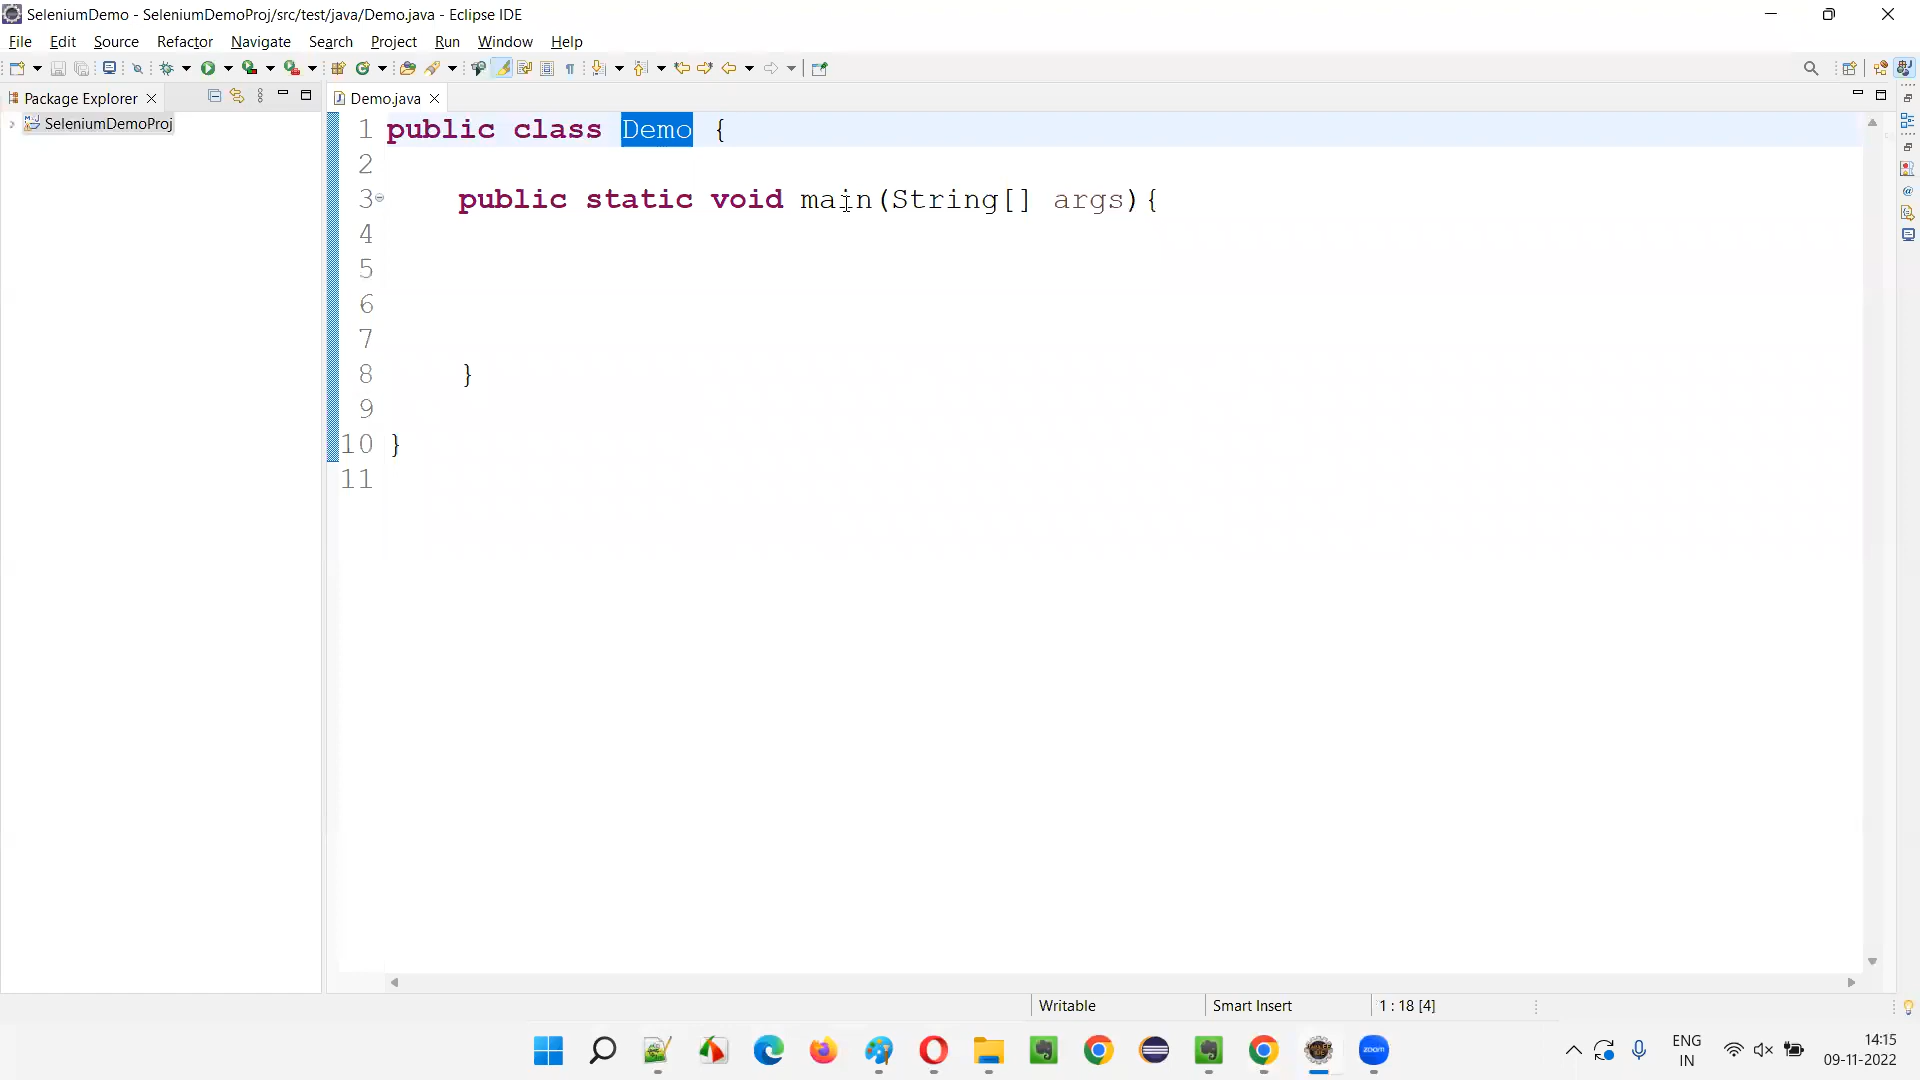 SeleniumDemo - SeleniumDemoProj/src/test/java/Demo.java - Eclipse IDE
File Edit Source Refactor Navigate Search Project Run Window Help
Package Explorer
Demo.java
SeleniumDemoProj
1 public class Demo {
2
3 public static void main(String[] args){
4
5
6
7
8 }
9
10 }
11
Writable Smart Insert 1 : 18 [4]
zoom
ENG
IN
14:15
09-11-2022